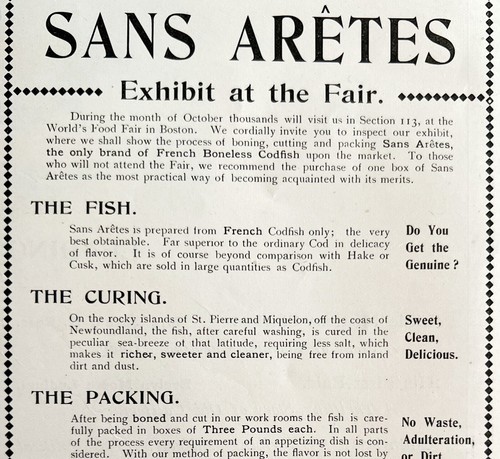 SANS ARÊTES
Exhibit at the Fair.
During the month of October thousands will visit us in Section 113, at the
World's Food Fair in Boston. We cordially invite you to inspect our exhibit,
where we shall show the process of boning, cutting and packing Sans Arêtes,
the only brand of French Boneless Codfish upon the market. To those
who will not attend the Fair, we recommend the purchase of one box of Sans
Arêtes as the most practical way of becoming acquainted with its merits.
THE FISH.
Sans Arêtes is prepared from French Codfish only; the very
best obtainable. Far superior to the ordinary Cod in delicacy
of flavor. It is of course beyond comparison with Hake or
Cusk, which are sold in large quantities as Codfish.
Do You
Get the
Genuine?
THE CURING.
On the rocky islands of St. Pierre and Miquelon, off the coast of
Newfoundland, the fish, after careful washing, is cured in the
peculiar sea-breeze of that latitude, requiring less salt, which
makes it richer, sweeter and cleaner, being free from inland
dirt and dust.
Sweet,
Clean,
Delicious.
THE PACKING.
After being boned and cut in our work rooms the fish is care-
fully packed in boxes of Three Pounds each. In all parts
of the process every requirement of an appetizing dish is con-
sidered. With our method of packing, the flavor is not lost by
No Waste,
Adulteration,
or Dirt